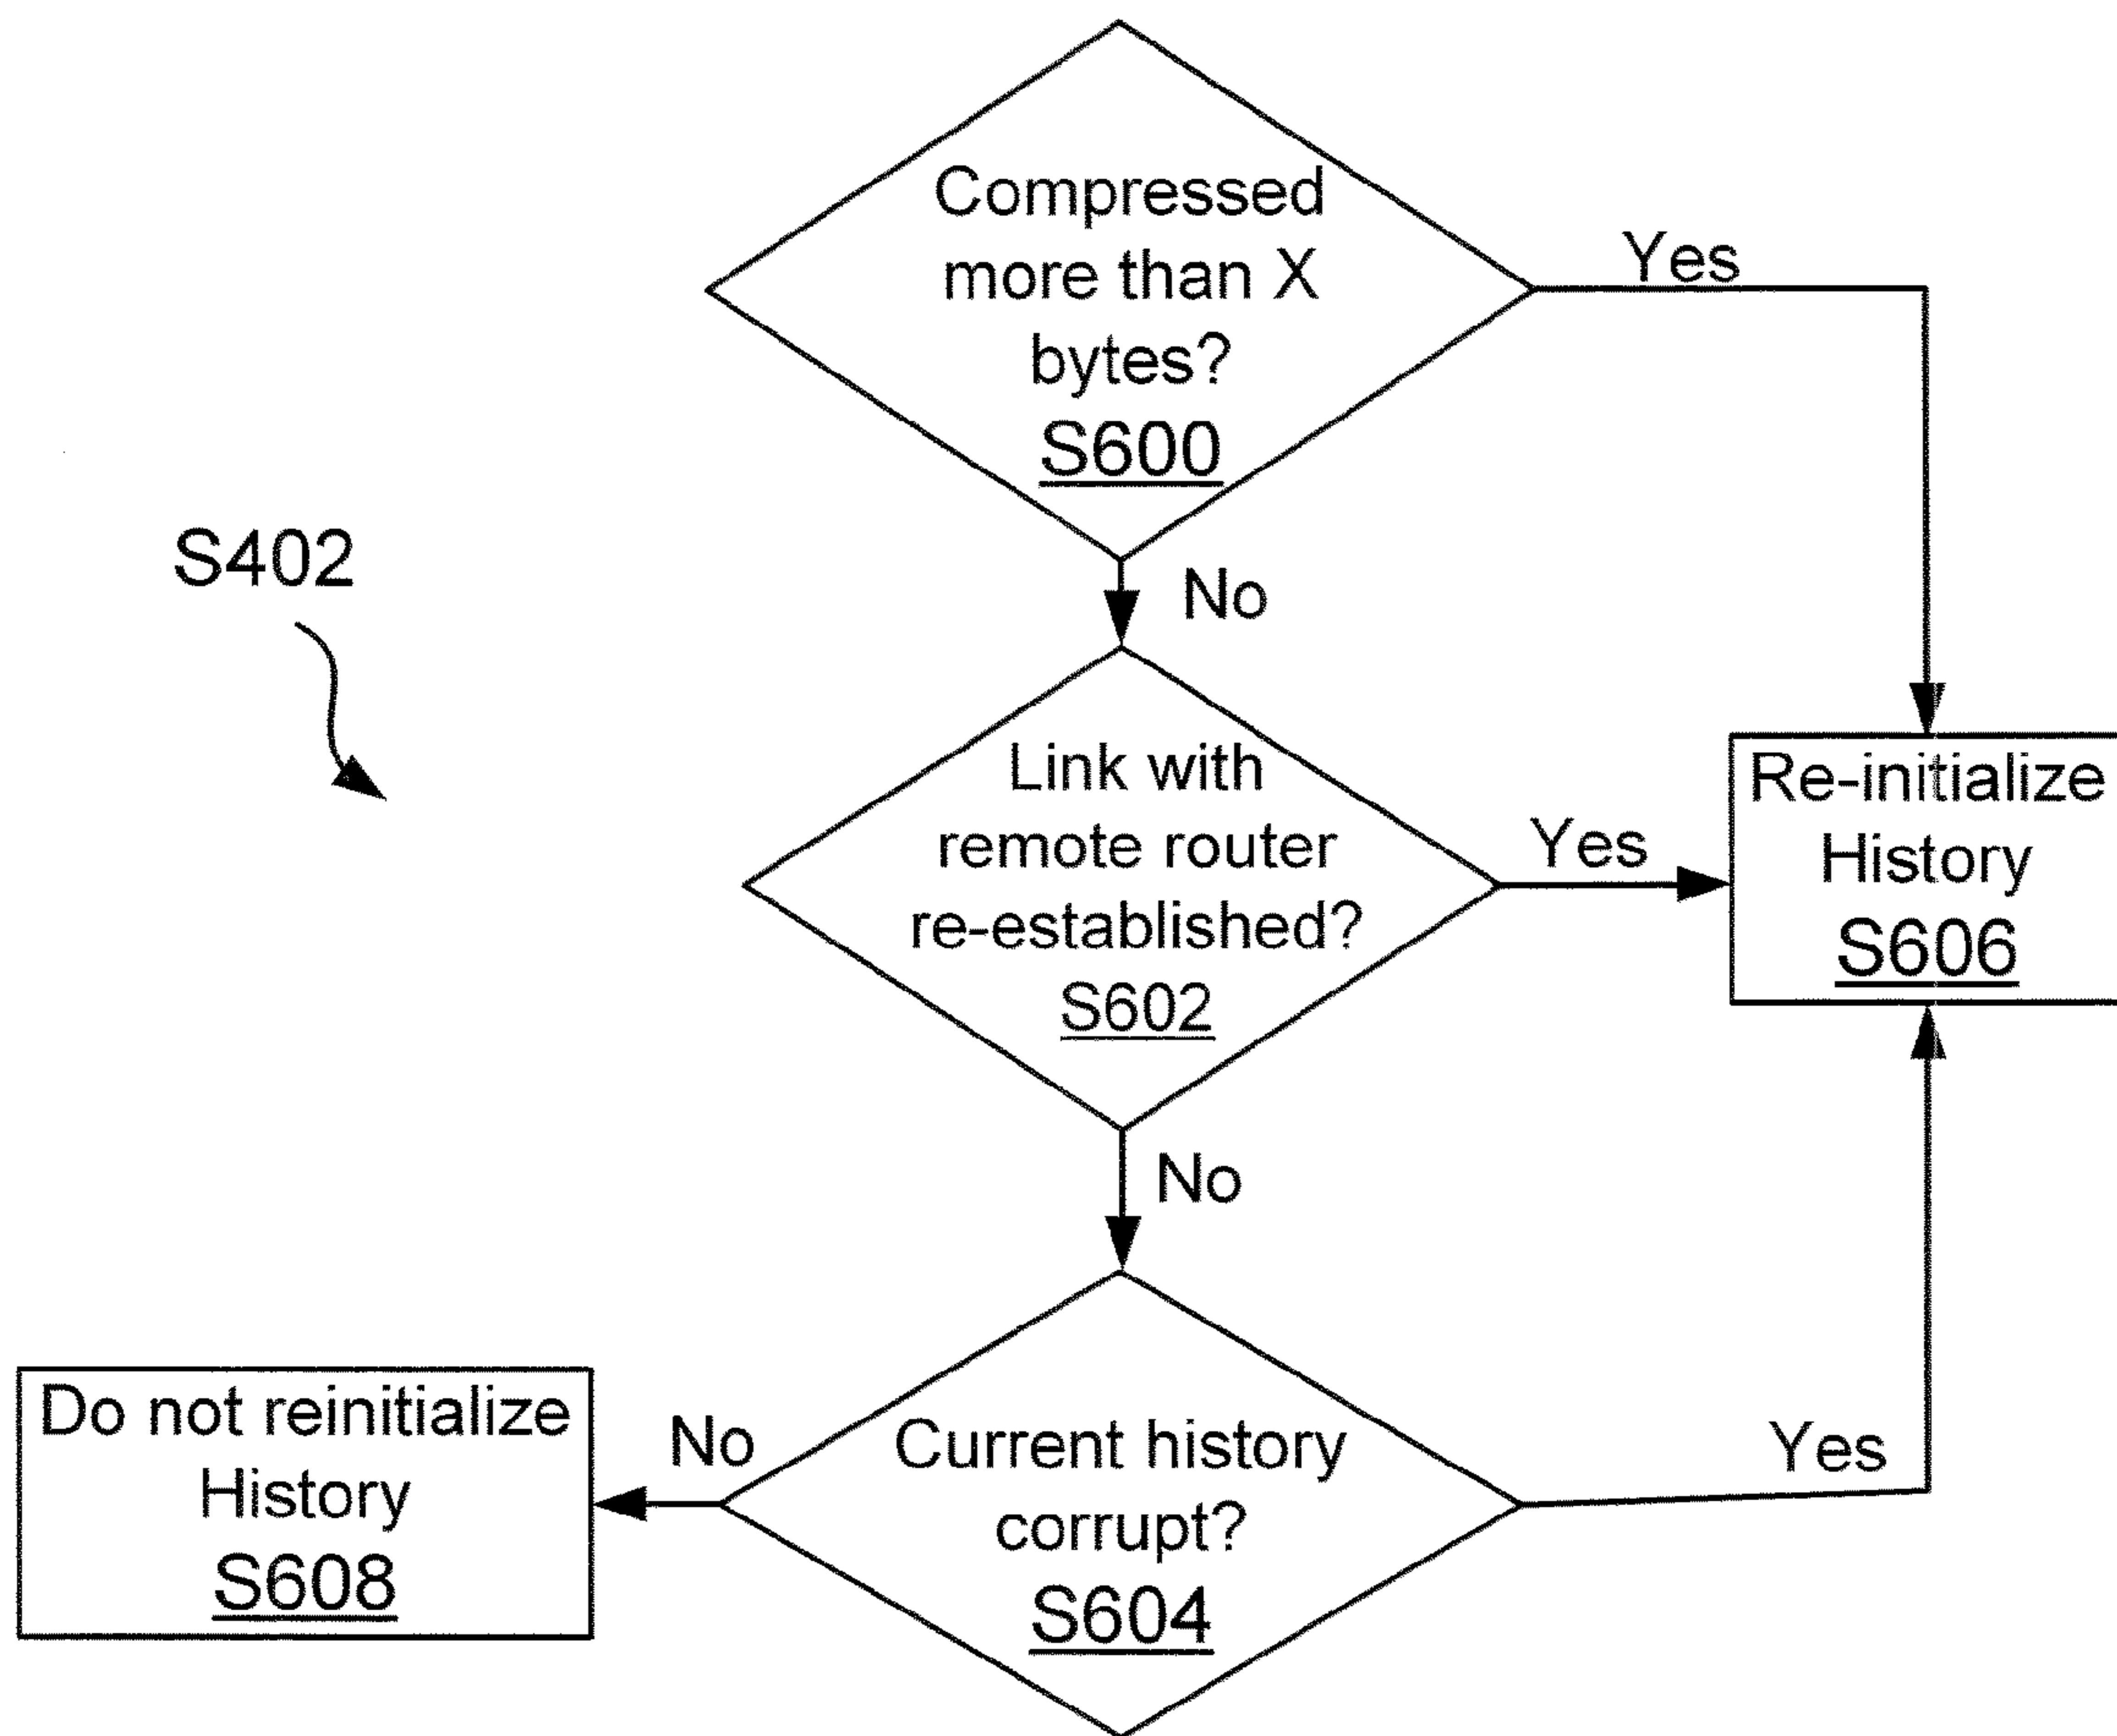 Compressed
more than X
bytes?
S600
Yes
No
S402
Link with
remote router
re-established?
S602
Yes
Re-initialize
History
S606
No
Current history
corrupt?
S604
Yes
No
Do not reinitialize
History
S608